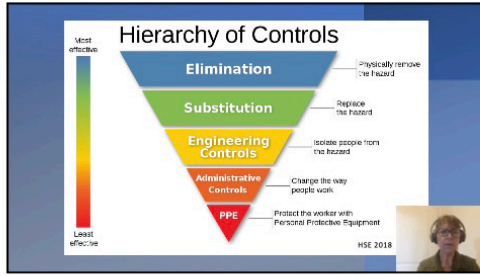 Hierarchy of Controls
Most
effective
Elimination
Physically remove
the hazard
Substitution
Replace
the hazard
Engineering
Controls
Isolate people from
the hazard
Administrative
Controls
Change the way
people work
PPE
Protect the worker with
Personal Protective Equipment
Least
effective
HSE 2018